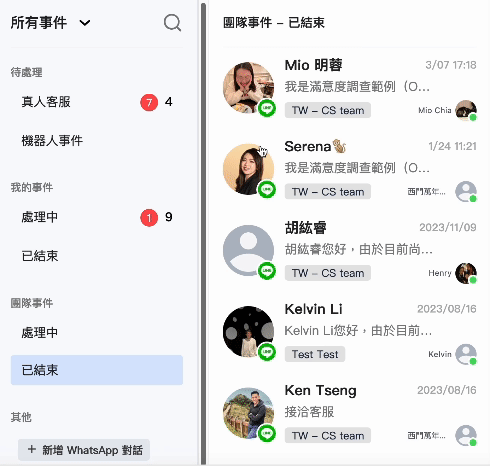 所有事件
待處理
真人客服 7 4
機器人事件
我的事件
處理中 1 9
已結束
團隊事件
處理中
已結束
其他
+ 新增 WhatsApp 對話
團隊事件 – 已結束
Mio 明蓉 3/07 17:18
我是滿意度調查範例（O...
TW – CS team Mio Chia
Serena🐿️ 1/24 11:21
我是滿意度調查範例（O...
TW – CS team 西門萬年...
胡紘睿 2023/11/09
胡紘睿您好，由於目前尚...
TW – CS team Henry
Kelvin Li 2023/08/16
Kelvin Li您好，由於目前...
Test Test Kelvin
Ken Tseng 2023/08/16
接洽客服
TW – CS team 西門萬年...